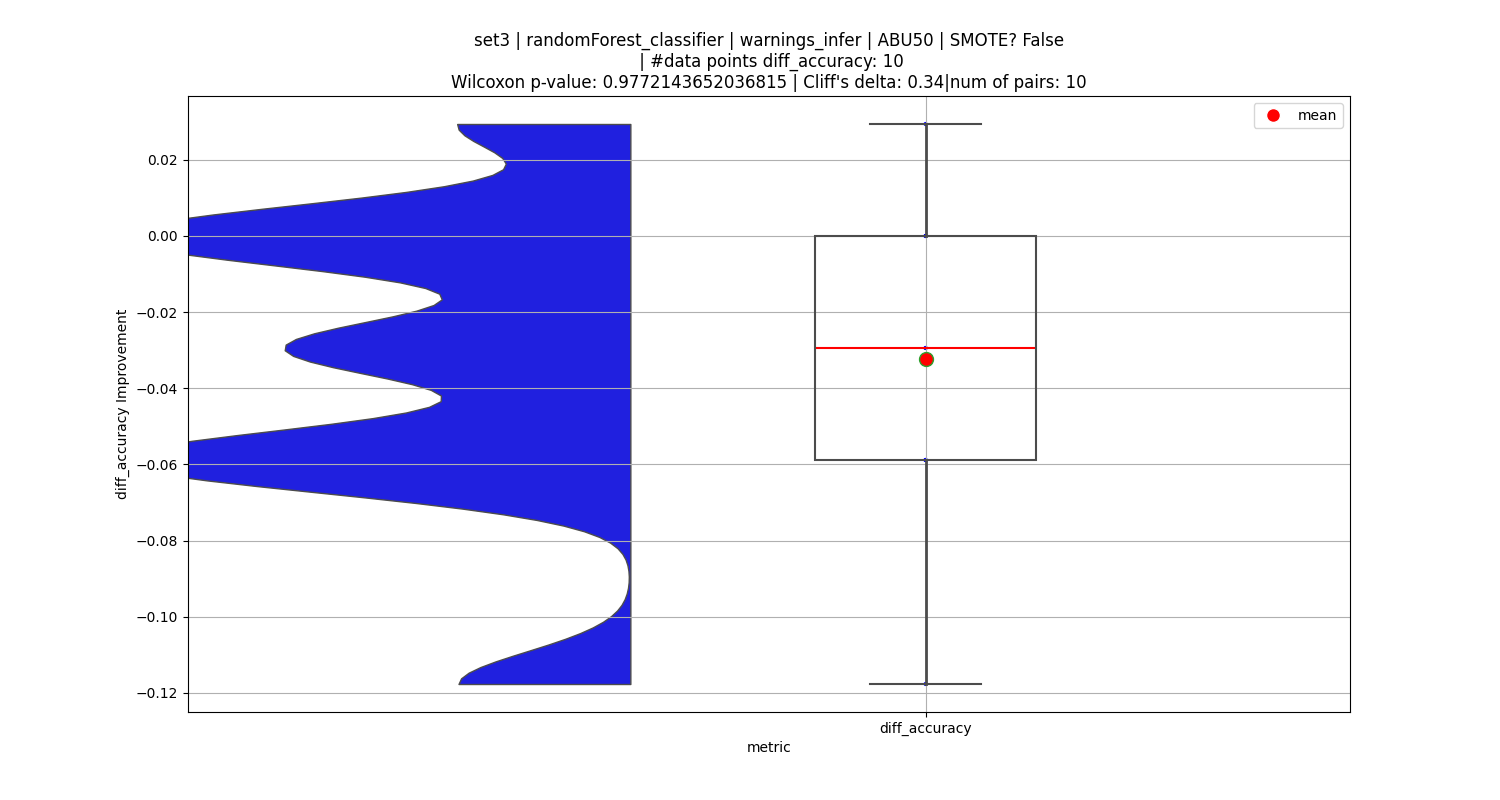 set3 | randomForest_classifier | warnings_infer | ABU50 | SMOTE? False
| #data points diff_accuracy: 10
Wilcoxon p-value: 0.9772143652036815 | Cliff's delta: 0.34|num of pairs: 10
mean
0.02
0.00
−0.02
−0.04
−0.06
−0.08
−0.10
−0.12
diff_accuracy Improvement
diff_accuracy
metric